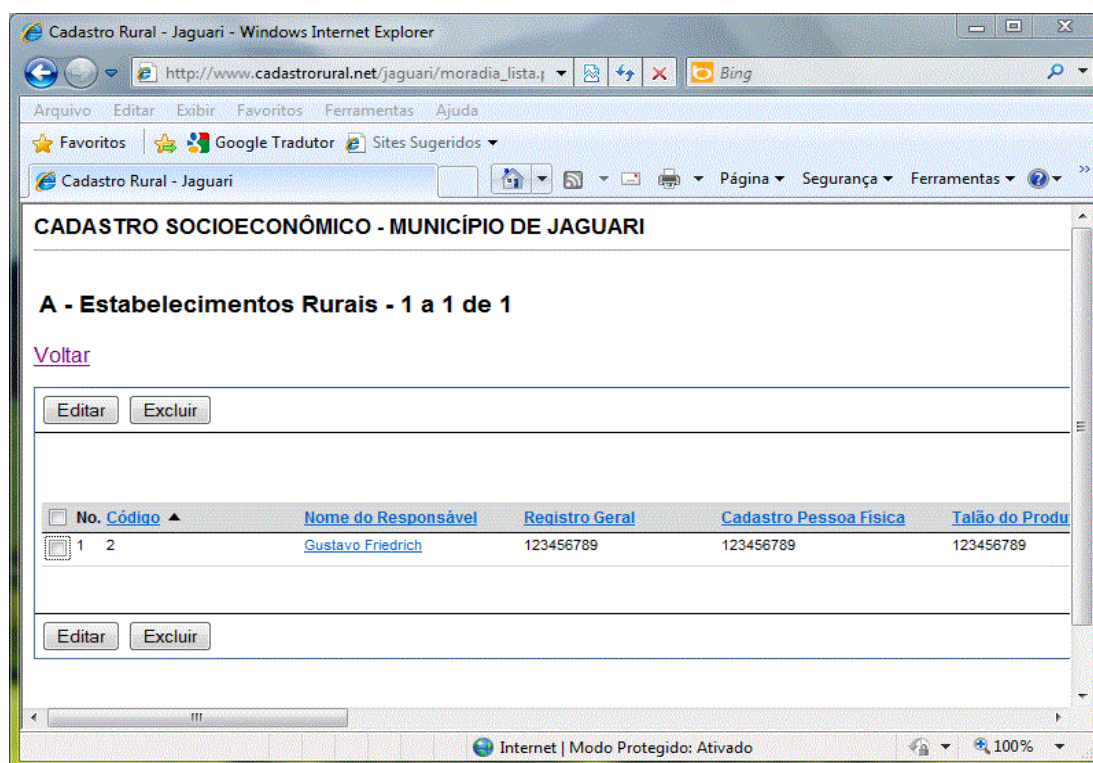 Cadastro Rural - Jaguari - Windows Internet Explorer
http://www.cadastrorural.net/jaguari/moradia_lista.p Bing
Arquivo Editar Exibir Favoritos Ferramentas Ajuda
Favoritos Google Tradutor Sites Sugeridos
Cadastro Rural - Jaguari Página Segurança Ferramentas
CADASTRO SOCIOECONÔMICO - MUNICÍPIO DE JAGUARI
A - Estabelecimentos Rurais - 1 a 1 de 1
Voltar
Editar Excluir
No. Código Nome do Responsável Registro Geral Cadastro Pessoa Física Talão do Produ
1 2 Gustavo Friedrich 123456789 123456789 123456789
Editar Excluir
Internet | Modo Protegido: Ativado 100%